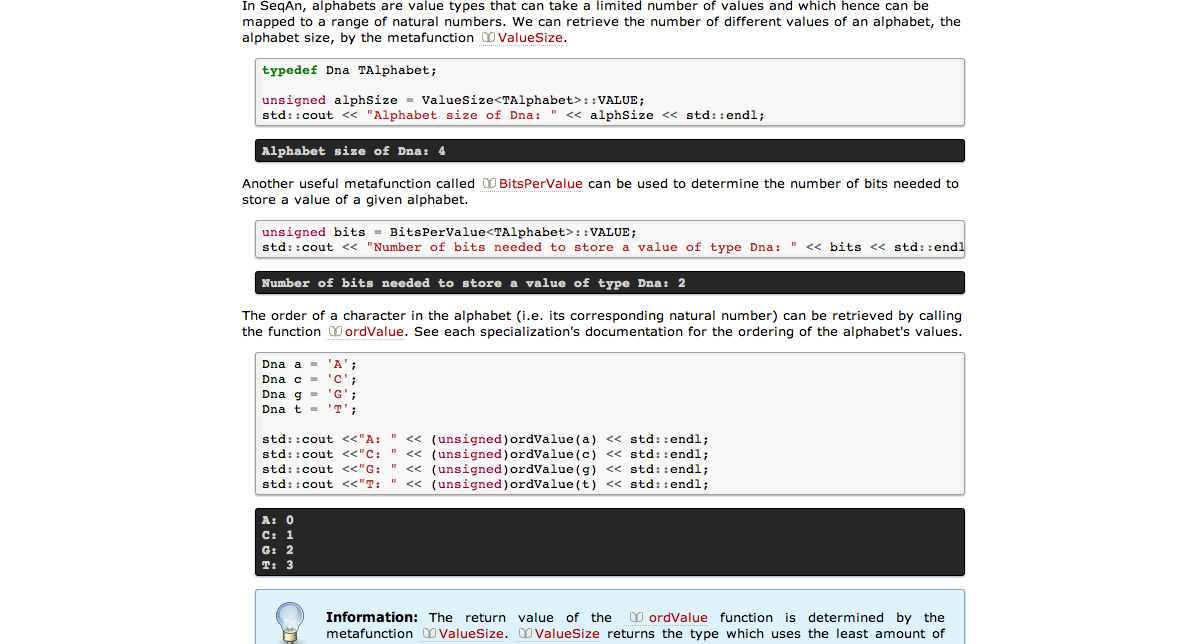 In SeqAn, alphabets are value types that can take a limited number of values and which hence can be
mapped to a range of natural numbers. We can retrieve the number of different values of an alphabet, the
alphabet size, by the metafunction ValueSize.
typedef Dna TAlphabet;
unsigned alphSize = ValueSize<TAlphabet>::VALUE;
std::cout << "Alphabet size of Dna: " << alphSize << std::endl;
Alphabet size of Dna: 4
Another useful metafunction called BitsPerValue can be used to determine the number of bits needed to
store a value of a given alphabet.
unsigned bits = BitsPerValue<TAlphabet>::VALUE;
std::cout << "Number of bits needed to store a value of type Dna: " << bits << std::endl
Number of bits needed to store a value of type Dna: 2
The order of a character in the alphabet (i.e. its corresponding natural number) can be retrieved by calling
the function ordValue. See each specialization's documentation for the ordering of the alphabet's values.
Dna a = 'A';
Dna c = 'C';
Dna g = 'G';
Dna t = 'T';
std::cout <<"A: " << (unsigned)ordValue(a) << std::endl;
std::cout <<"C: " << (unsigned)ordValue(c) << std::endl;
std::cout <<"G: " << (unsigned)ordValue(g) << std::endl;
std::cout <<"T: " << (unsigned)ordValue(t) << std::endl;
A: 0
C: 1
G: 2
T: 3
Information: The return value of the ordValue function is determined by the
metafunction ValueSize. ValueSize returns the type which uses the least amount of